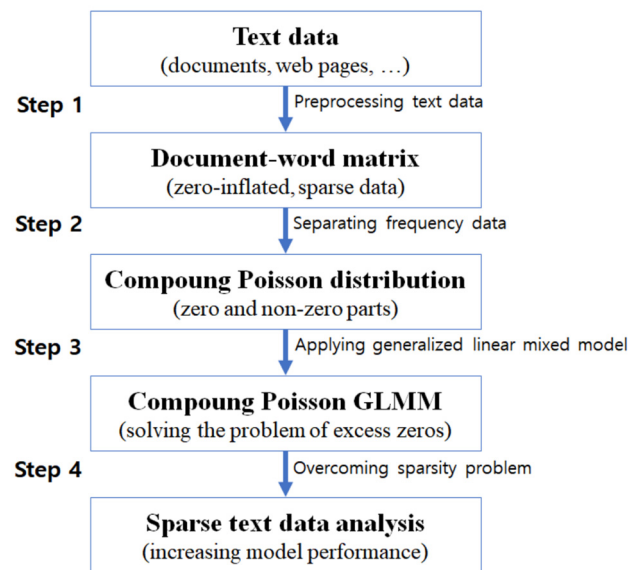 Text data
(documents, web pages, …)
Step 1
Preprocessing text data
Document-word matrix
(zero-inflated, sparse data)
Step 2
Separating frequency data
Compoung Poisson distribution
(zero and non-zero parts)
Step 3
Applying generalized linear mixed model
Compoung Poisson GLMM
(solving the problem of excess zeros)
Step 4
Overcoming sparsity problem
Sparse text data analysis
(increasing model performance)